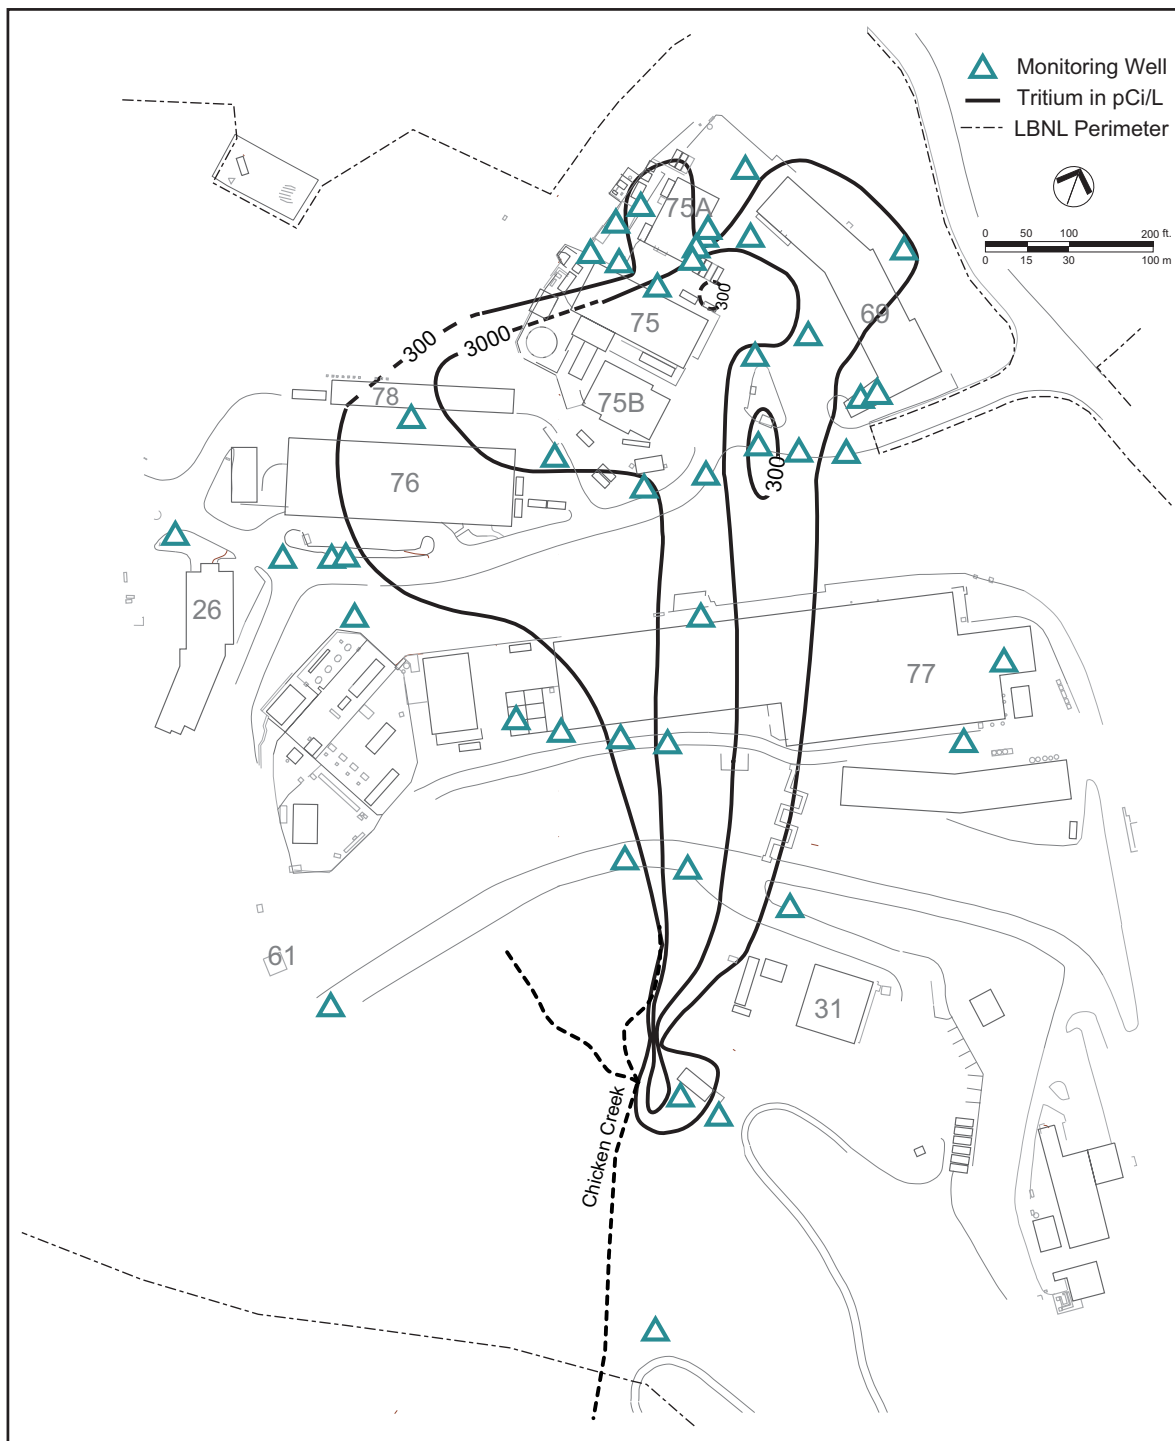 Monitoring Well
Tritium in pCi/L
LBNL Perimeter
0 50 100 200 ft.
0 15 30 100 m
75A
300
69
75
300
3000
78
75B
76
300
26
77
61
31
Chicken Creek